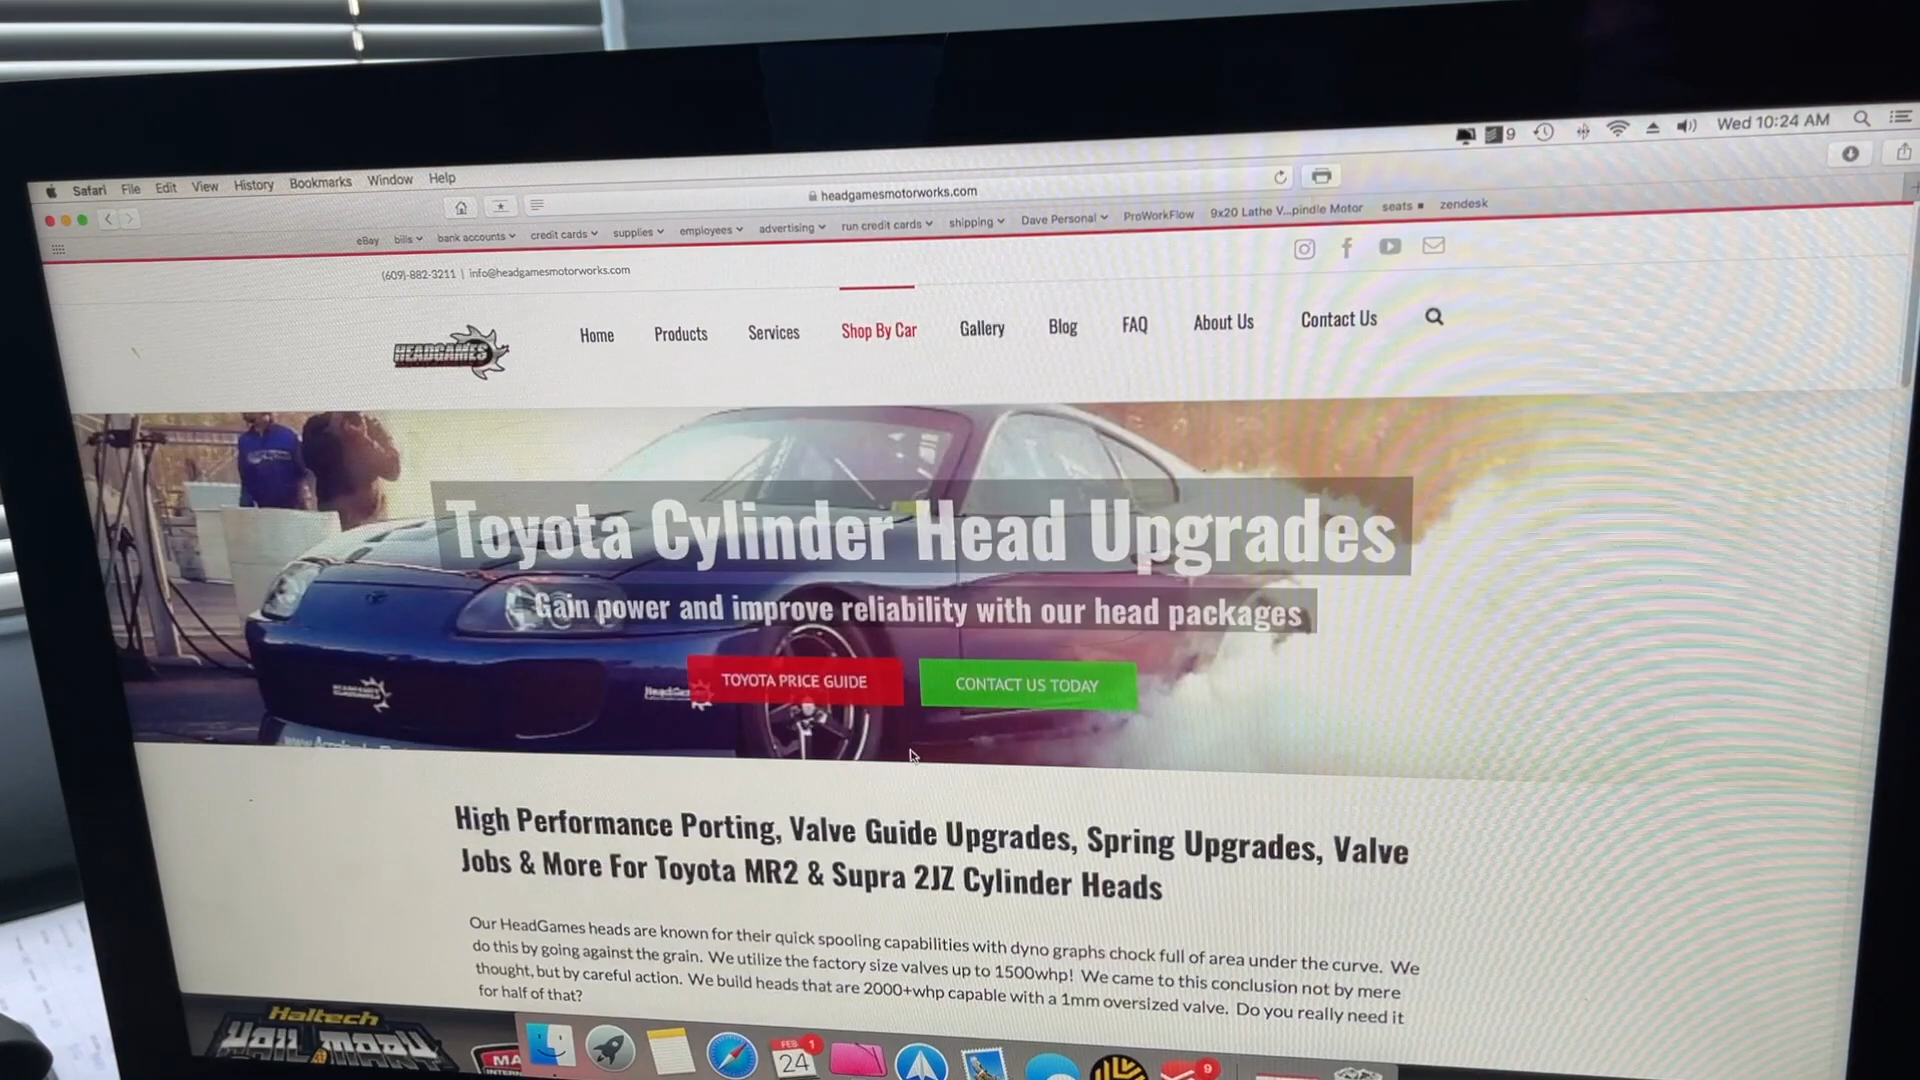 Wed 10:24 AM
9
Safari File Edit View History Bookmarks Window Help
headgamesmotorworks.com
eBay bills bank accounts credit cards supplies employees advertising run credit cards shipping Dave Personal ProWorkFlow 9x20 Lathe V...pindle Motor seats zendesk
(609)-882-3211 | info@headgamesmotorworks.com
HEADGAMES
Home Products Services Shop By Car Gallery Blog FAQ About Us Contact Us
Toyota Cylinder Head Upgrades
Gain power and improve reliability with our head packages
TOYOTA PRICE GUIDE
CONTACT US TODAY
High Performance Porting, Valve Guide Upgrades, Spring Upgrades, Valve
Jobs & More For Toyota MR2 & Supra 2JZ Cylinder Heads
Our HeadGames heads are known for their quick spooling capabilities with dyno graphs chock full of area under the curve. We
do this by going against the grain. We utilize the factory size valves up to 1500whp! We came to this conclusion not by mere
thought, but by careful action. We build heads that are 2000+whp capable with a 1mm oversized valve. Do you really need it
for half of that?
Haltech
HAIL MARY
FEB 1
24
9